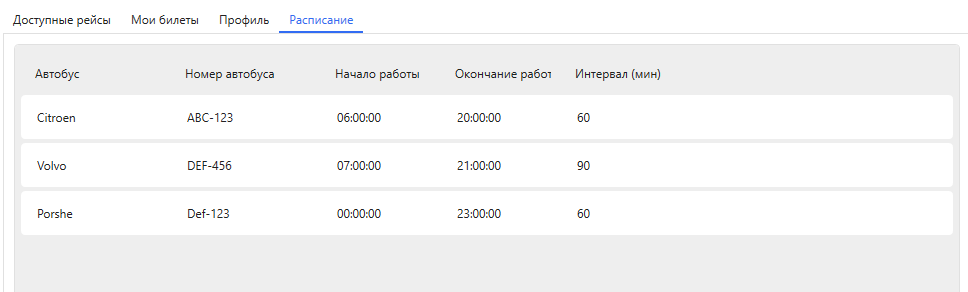 Доступные рейсы Мои билеты Профиль Расписание
Автобус Номер автобуса Начало работы Окончание работ Интервал (мин)
Citroen ABC-123 06:00:00 20:00:00 60
Volvo DEF-456 07:00:00 21:00:00 90
Porshe Def-123 00:00:00 23:00:00 60